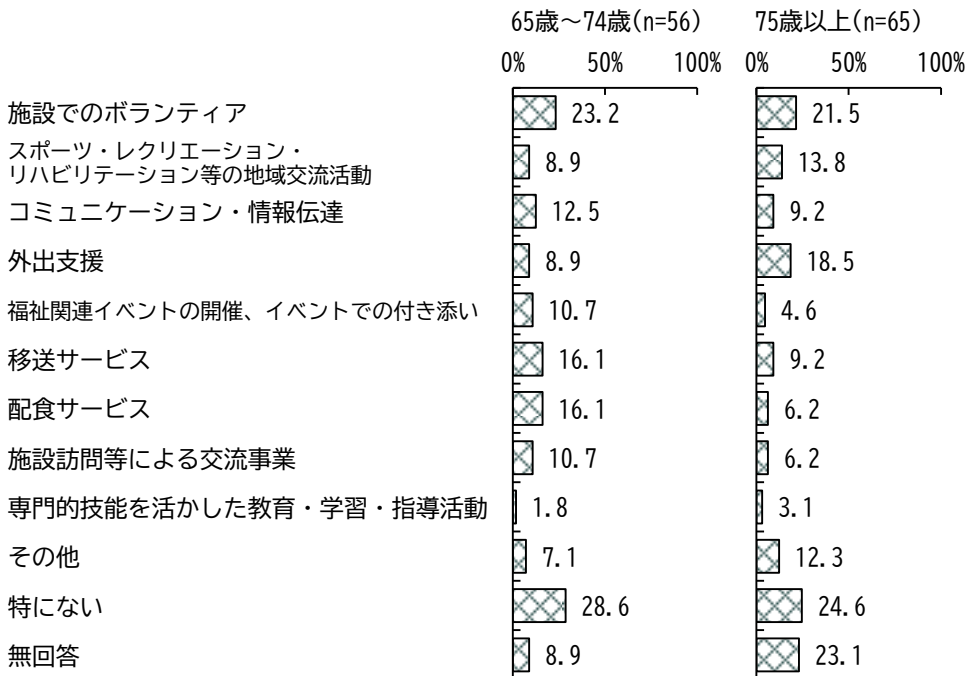 65歳～74歳(n=56) 75歳以上(n=65)
0% 50% 100% 0% 50% 100%
施設でのボランティア 23.2 21.5
スポーツ・レクリエーション・
リハビリテーション等の地域交流活動 8.9 13.8
コミュニケーション・情報伝達 12.5 9.2
外出支援 8.9 18.5
福祉関連イベントの開催、イベントでの付き添い 10.7 4.6
移送サービス 16.1 9.2
配食サービス 16.1 6.2
施設訪問等による交流事業 10.7 6.2
専門的技能を活かした教育・学習・指導活動 1.8 3.1
その他 7.1 12.3
特にない 28.6 24.6
無回答 8.9 23.1